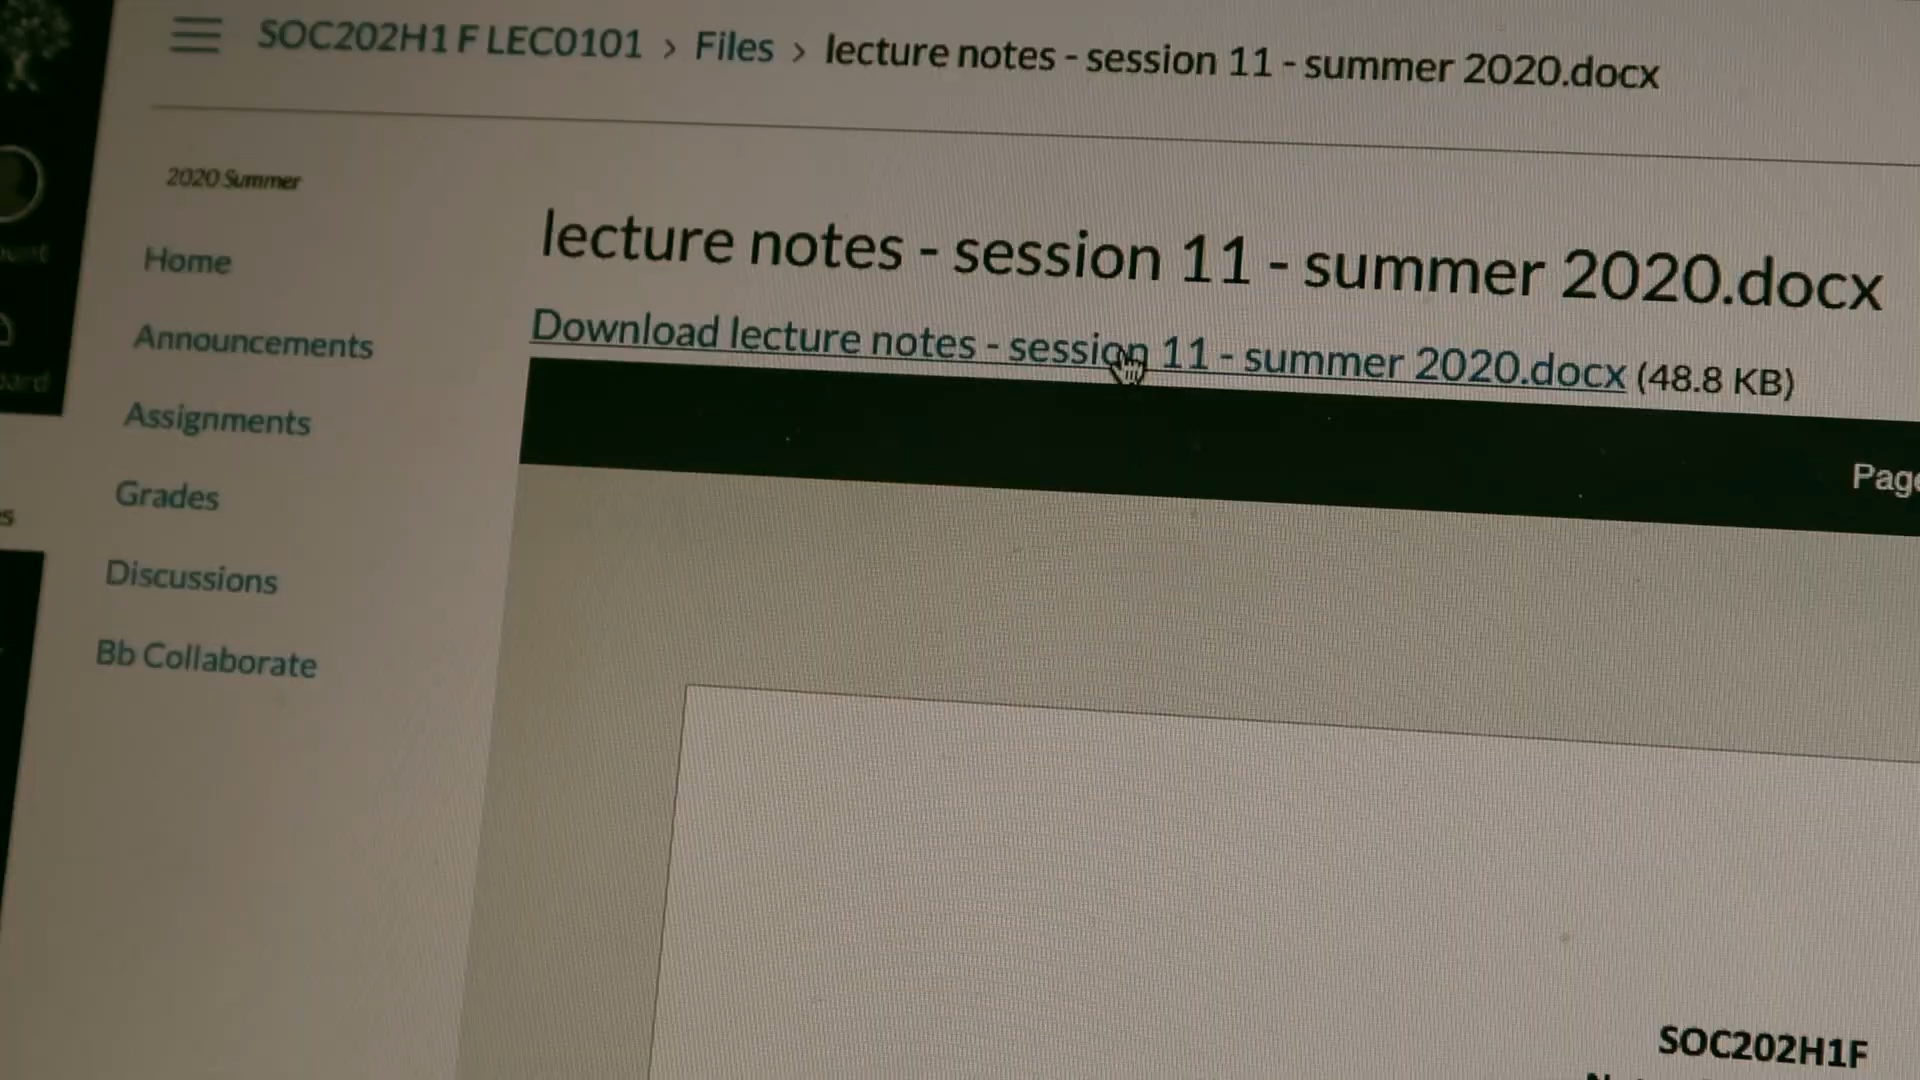 SOC202H1 F LEC0101 > Files > lecture notes - session 11 - summer 2020.docx
2020 Summer
Home
Announcements
Assignments
Grades
Discussions
Bb Collaborate
lecture notes - session 11 - summer 2020.docx
Download lecture notes - session 11 - summer 2020.docx (48.8 KB)
Page
SOC202H1F